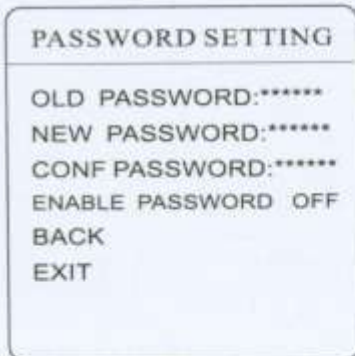 PASSWORD SETTING
OLD PASSWORD:******
NEW PASSWORD:******
CONF PASSWORD:******
ENABLE PASSWORD OFF
BACK
EXIT